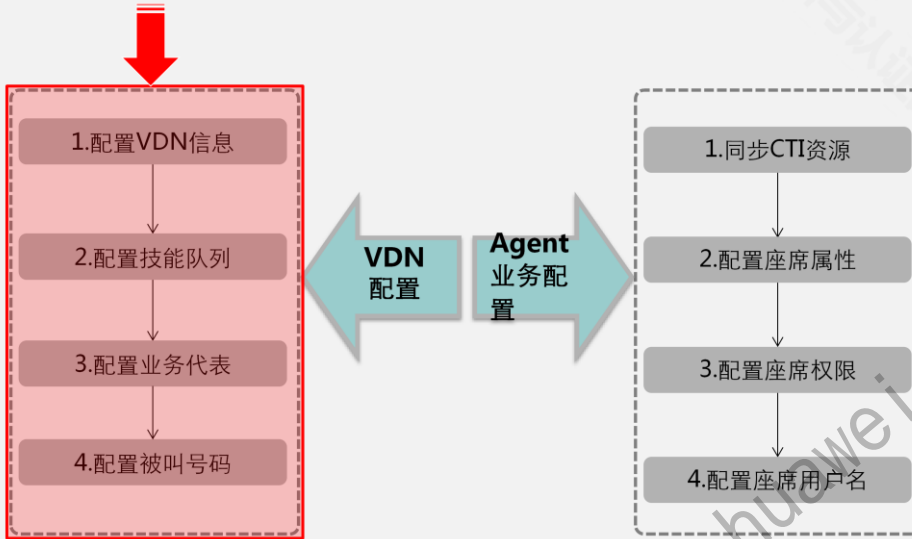 1.配置VDN信息
2.配置技能队列
3.配置业务代表
4.配置被叫号码
VDN
配置
Agent
业务配
置
1.同步CTI资源
2.配置座席属性
3.配置座席权限
4.配置座席用户名
huawei
与认证